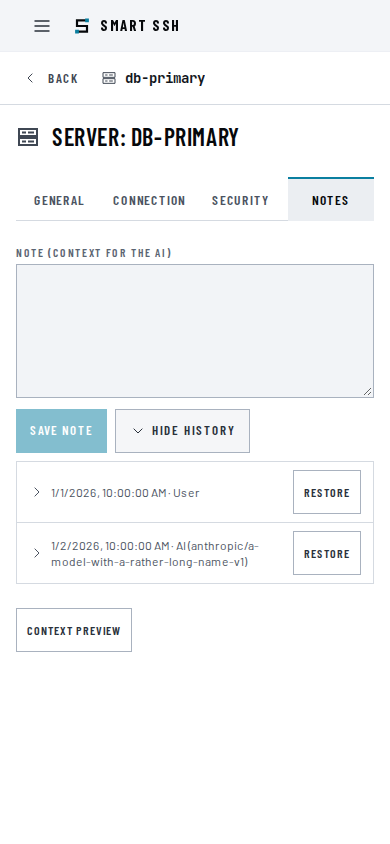 SMART SSH
BACK
db-primary
SERVER: DB-PRIMARY
GENERAL
CONNECTION
SECURITY
NOTES
NOTE (CONTEXT FOR THE AI)
SAVE NOTE
HIDE HISTORY
1/1/2026, 10:00:00 AM · User
RESTORE
1/2/2026, 10:00:00 AM · AI (anthropic/a-
model-with-a-rather-long-name-v1)
RESTORE
CONTEXT PREVIEW